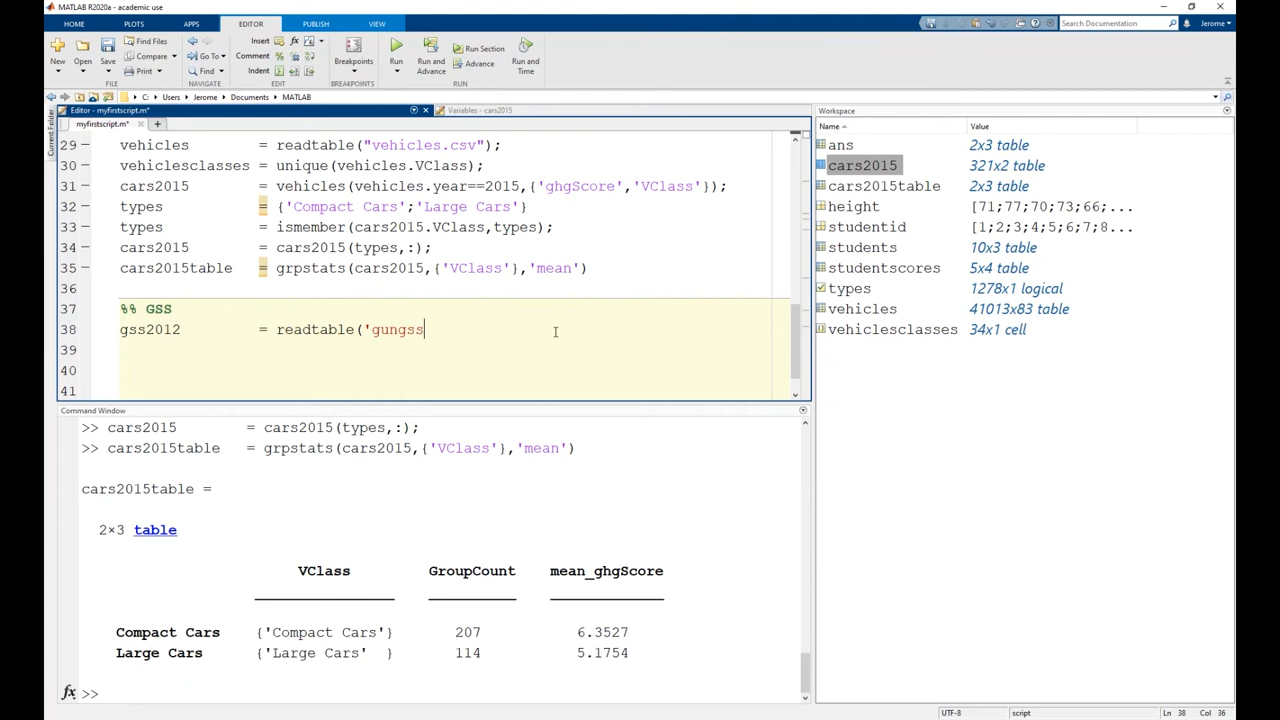 MATLAB R2020a - academic use
HOME PLOTS APPS EDITOR PUBLISH VIEW
Search Documentation Jerome
New Open Save Find Files Compare Print Go To Find Insert fx Comment % Indent Breakpoints Run Run and Advance Run Section Advance Run and Time
FILE NAVIGATE EDIT BREAKPOINTS RUN
C: Users Jerome Documents MATLAB
Current Folder
Editor - myfirstscript.m* Variables - cars2015
myfirstscript.m* +
29 vehicles = readtable("vehicles.csv");
30 vehiclesclasses = unique(vehicles.VClass);
31 cars2015 = vehicles(vehicles.year==2015,{'ghgScore','VClass'});
32 types = {'Compact Cars';'Large Cars'}
33 types = ismember(cars2015.VClass,types);
34 cars2015 = cars2015(types,:);
35 cars2015table = grpstats(cars2015,{'VClass'},'mean')
36
37 %% GSS
38 gss2012 = readtable('gungss
39
40
41
Command Window
>> cars2015 = cars2015(types,:);
>> cars2015table = grpstats(cars2015,{'VClass'},'mean')
cars2015table =
2×3 table
VClass GroupCount mean_ghgScore
Compact Cars {'Compact Cars'} 207 6.3527
Large Cars {'Large Cars' } 114 5.1754
fx >>
Workspace
Name Value
ans 2x3 table
cars2015 321x2 table
cars2015table 2x3 table
height [71;77;70;73;66;...
studentid [1;2;3;4;5;6;7;8...
students 10x3 table
studentscores 5x4 table
types 1278x1 logical
vehicles 41013x83 table
vehiclesclasses 34x1 cell
UTF-8 script Ln 38 Col 36